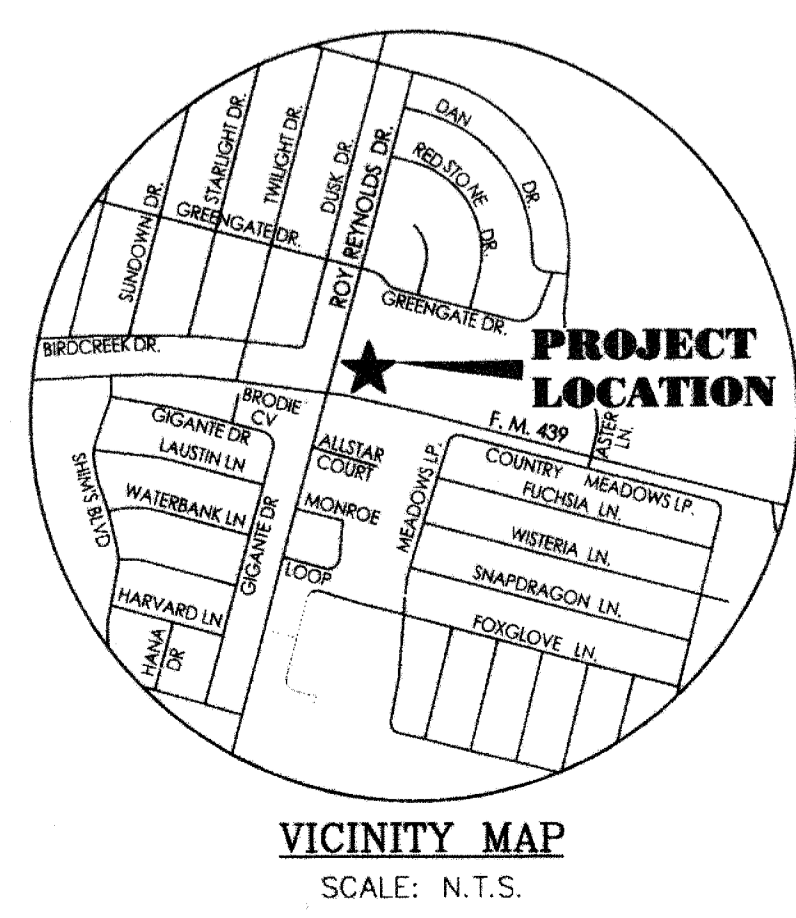 DAN
DR.
RED STONE
DR.
STARLIGHT DR.
TWILIGHT DR.
DUSK DR.
ROY REYNOLDS DR.
SUNDOWN DR.
GREENGATE DR.
GREENGATE DR.
BIRDCREEK DR.
PROJECT
LOCATION
BRODIE
CV
GIGANTE DR
LAUSTIN LN
WATERBANK LN
SHIM'S BLVD
GIGANTE DR
HARVARD LN
HANA
DR
ALLSTAR
COURT
MONROE
LOOP
F. M. 439
ASTER
LN.
COUNTRY MEADOWS LP.
MEADOWS LP.
FUCHSIA LN.
WISTERIA LN.
SNAPDRAGON LN.
FOXGLOVE LN.
VICINITY MAP
SCALE: N.T.S.